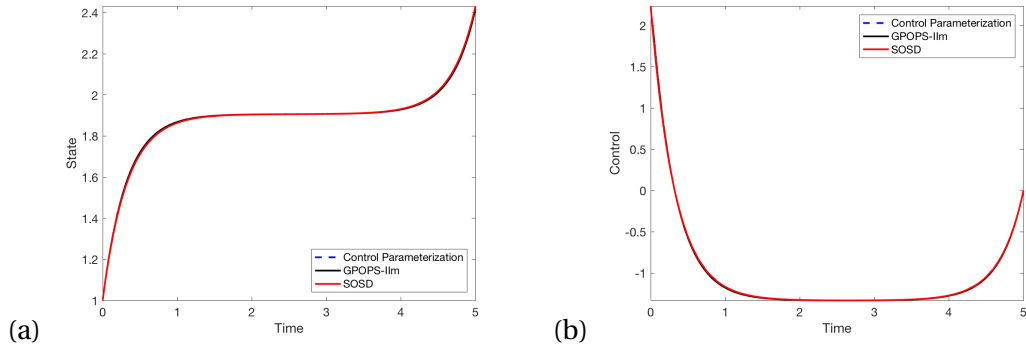 2.4
2.2
2
1.8
1.6
1.4
1.2
1
State
Control Parameterization
GPOPS-IIm
SOSD
0
1
2
3
4
5
Time
(a)
2
1.5
1
0.5
0
-0.5
-1
Control
Control Parameterization
GPOPS-IIm
SOSD
0
1
2
3
4
5
Time
(b)